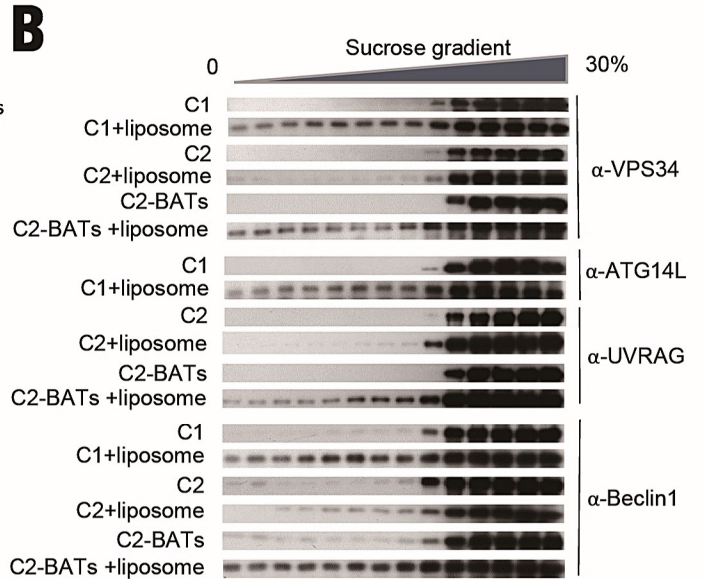 B
Sucrose gradient
0
30%
s
C1
C1+liposome
C2
C2+liposome
C2-BATs
C2-BATs +liposome
α-VPS34
C1
C1+liposome
α-ATG14L
C2
C2+liposome
C2-BATs
C2-BATs +liposome
α-UVRAG
C1
C1+liposome
C2
C2+liposome
C2-BATs
C2-BATs +liposome
α-Beclin1